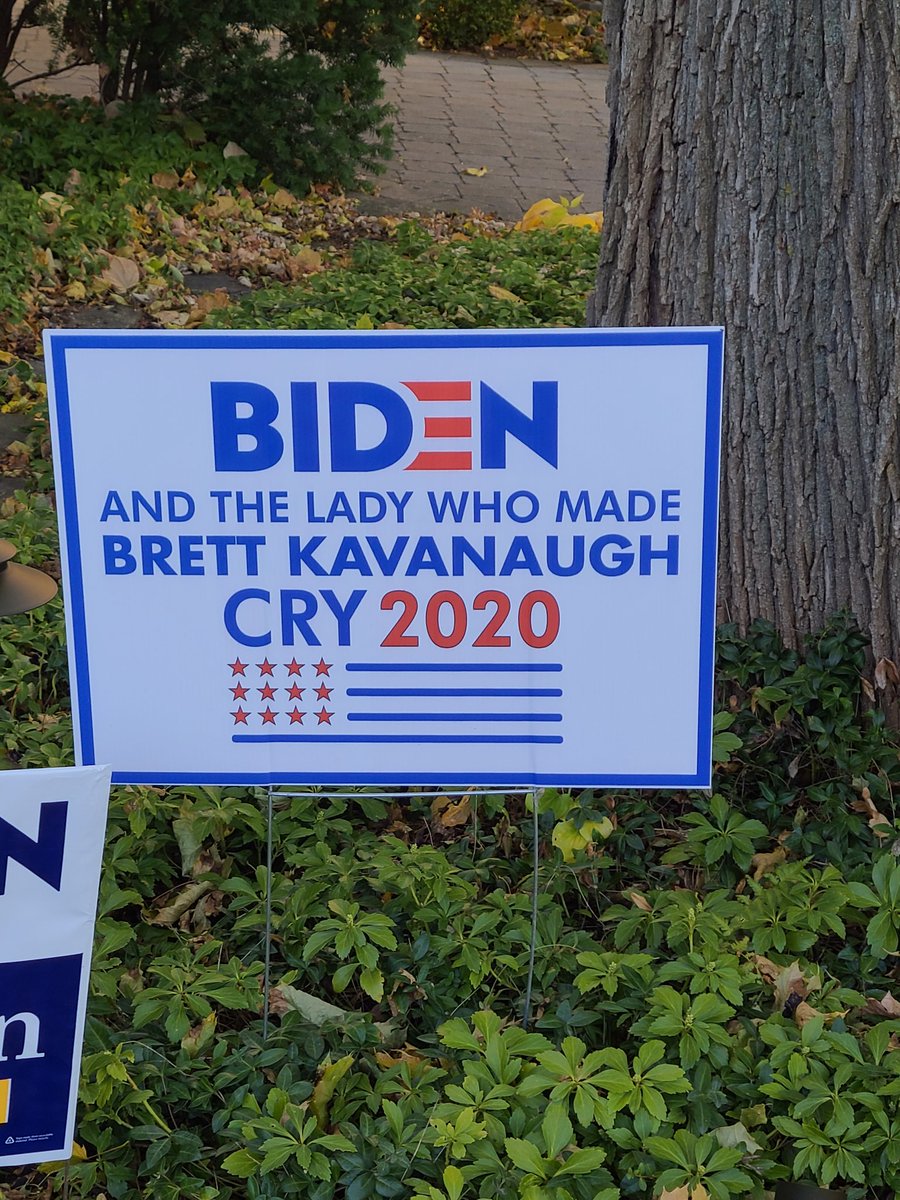 BIDEN
AND THE LADY WHO MADE
BRETT KAVANAUGH
CRY 2020
N
n